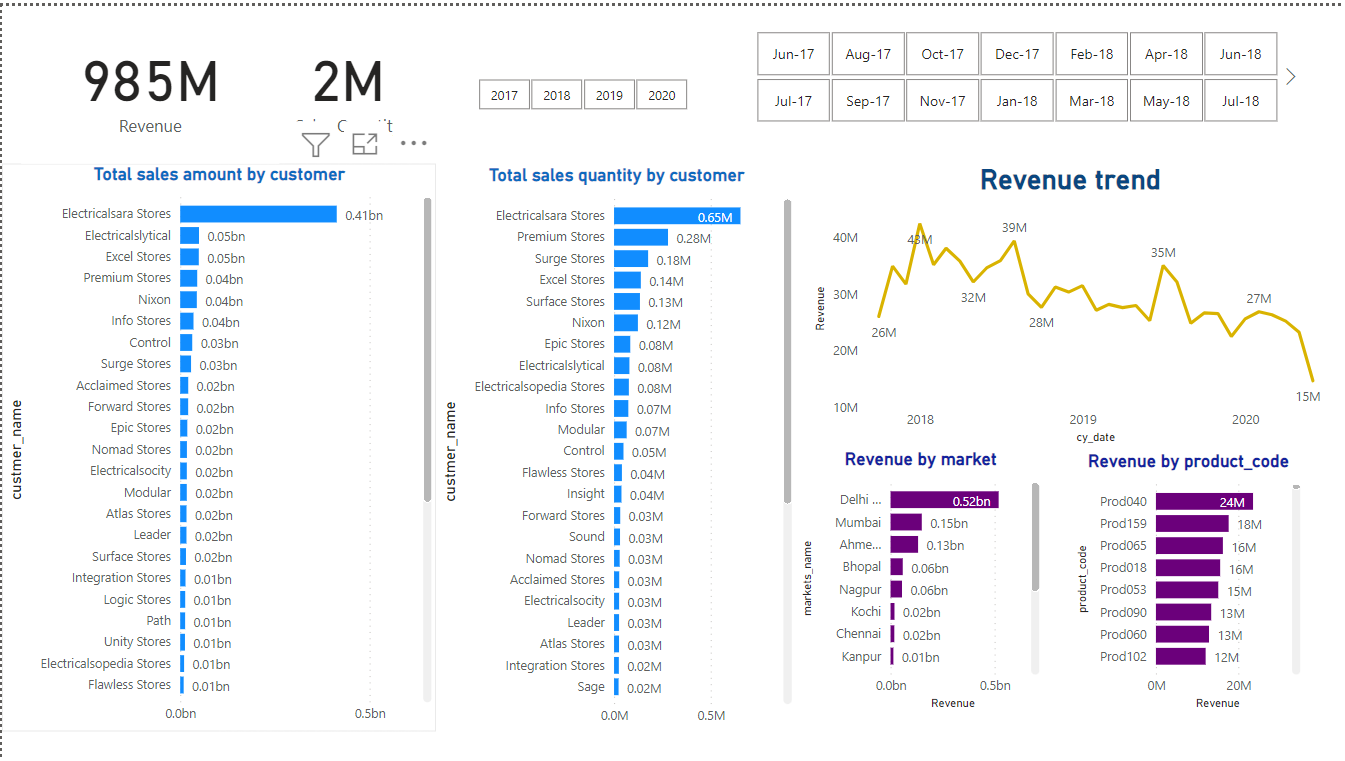 985M
Revenue
2M
2017 2018 2019 2020
Jun-17 Aug-17 Oct-17 Dec-17 Feb-18 Apr-18 Jun-18
Jul-17 Sep-17 Nov-17 Jan-18 Mar-18 May-18 Jul-18
Total sales amount by customer
custmer_name
Electricalsara Stores 0.41bn
Electricalslytical 0.05bn
Excel Stores 0.05bn
Premium Stores 0.04bn
Nixon 0.04bn
Info Stores 0.04bn
Control 0.03bn
Surge Stores 0.03bn
Acclaimed Stores 0.02bn
Forward Stores 0.02bn
Epic Stores 0.02bn
Nomad Stores 0.02bn
Electricalsocity 0.02bn
Modular 0.02bn
Atlas Stores 0.02bn
Leader 0.02bn
Surface Stores 0.02bn
Integration Stores 0.01bn
Logic Stores 0.01bn
Path 0.01bn
Unity Stores 0.01bn
Electricalsopedia Stores 0.01bn
Flawless Stores 0.01bn
0.0bn 0.5bn
Total sales quantity by customer
custmer_name
Electricalsara Stores 0.65M
Premium Stores 0.28M
Surge Stores 0.18M
Excel Stores 0.14M
Surface Stores 0.13M
Nixon 0.12M
Epic Stores 0.08M
Electricalslytical 0.08M
Electricalsopedia Stores 0.08M
Info Stores 0.07M
Modular 0.07M
Control 0.05M
Flawless Stores 0.04M
Insight 0.04M
Forward Stores 0.03M
Sound 0.03M
Nomad Stores 0.03M
Acclaimed Stores 0.03M
Electricalsocity 0.03M
Leader 0.03M
Atlas Stores 0.03M
Integration Stores 0.02M
Sage 0.02M
0.0M 0.5M
Revenue trend
Revenue
40M
30M
20M
10M
26M
43M
32M
39M
28M
35M
27M
15M
2018 2019 2020
cy_date
Revenue by market
markets_name
Delhi ... 0.52bn
Mumbai 0.15bn
Ahme... 0.13bn
Bhopal 0.06bn
Nagpur 0.06bn
Kochi 0.02bn
Chennai 0.02bn
Kanpur 0.01bn
0.0bn 0.5bn
Revenue
Revenue by product_code
product_code
Prod040 24M
Prod159 18M
Prod065 16M
Prod018 16M
Prod053 15M
Prod090 13M
Prod060 13M
Prod102 12M
0M 20M
Revenue